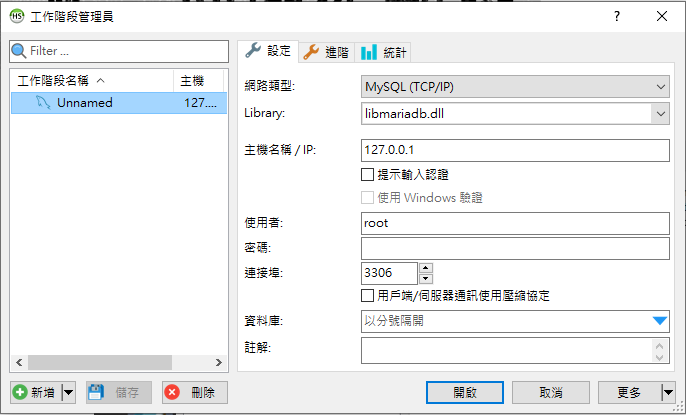 HS 工作階段管理員
Filter ...
工作階段名稱 主機
Unnamed 127....
設定 進階 統計
網路類型: MySQL (TCP/IP)
Library: libmariadb.dll
主機名稱 / IP: 127.0.0.1
提示輸入認證
使用 Windows 驗證
使用者: root
密碼:
連接埠: 3306
用戶端/伺服器通訊使用壓縮協定
資料庫: 以分號隔開
註解:
新增 儲存 刪除 開啟 取消 更多